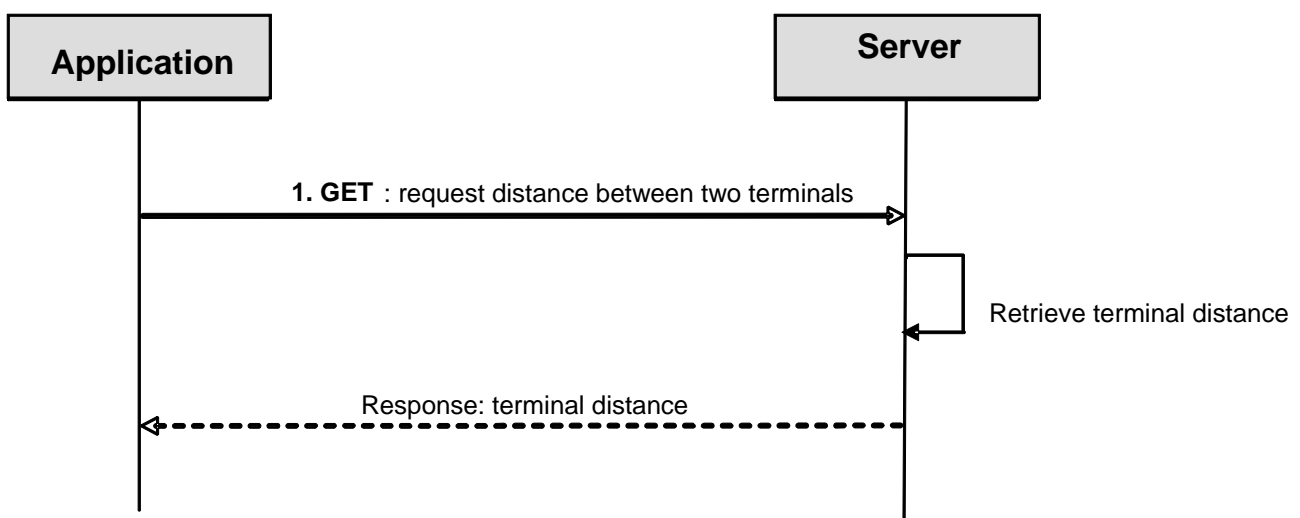 Application
Server
1. GET : request distance between two terminals
Retrieve terminal distance
Response: terminal distance